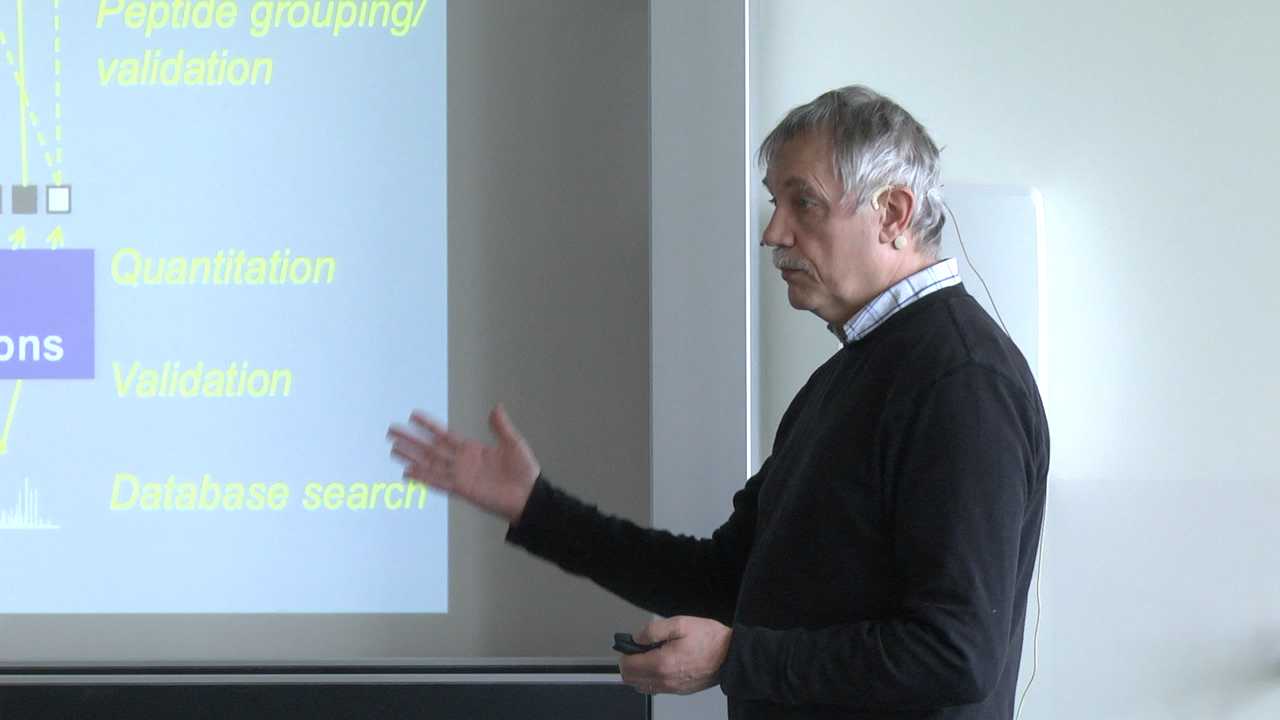 Peptide grouping/
validation
Quantitation
ons
Validation
Database search